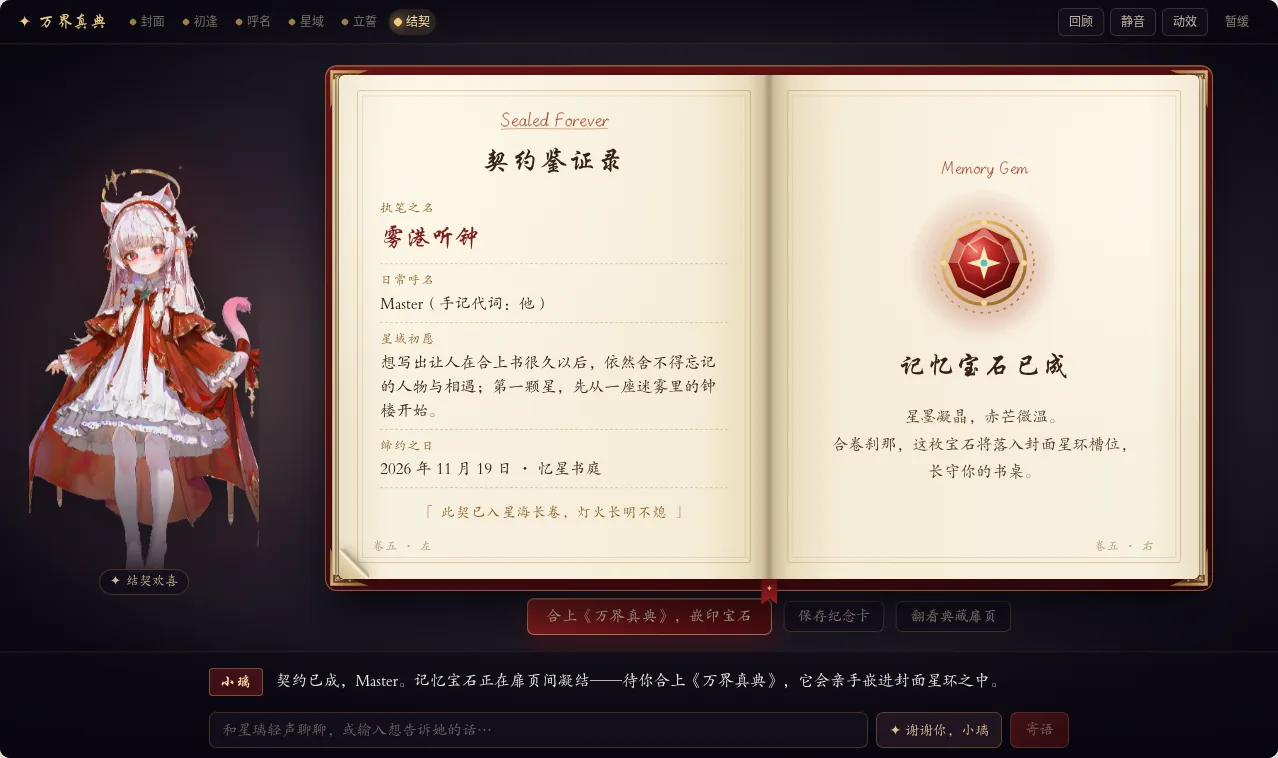 ✦ 万界真典
封面
初逢
呼名
星域
立誓
结契
回顾
静音
动效
暂缓
Sealed Forever
契约鉴证录
执笔之名
雾港听钟
日常呼名
Master（手记代词：他）
星域初愿
想写出让人在合上书很久以后，依然舍不得忘记
的人物与相遇；第一颗星，先从一座迷雾里的钟
楼开始。
缔约之日
2026 年 11 月 19 日 · 忆星书庭
「 此契已入星海长卷，灯火长明不熄 」
卷五 · 左
Memory Gem
记忆宝石已成
星墨凝晶，赤芒微温。
合卷刹那，这枚宝石将落入封面星环槽位，
长守你的书桌。
卷五 · 右
✦ 结契欢喜
合上《万界真典》，嵌印宝石
保存纪念卡
翻看典藏扉页
小璃
契约已成，Master。记忆宝石正在扉页间凝结——待你合上《万界真典》，它会亲手嵌进封面星环之中。
和星璃轻声聊聊，或输入想告诉她的话…
✦ 谢谢你，小璃
寄语